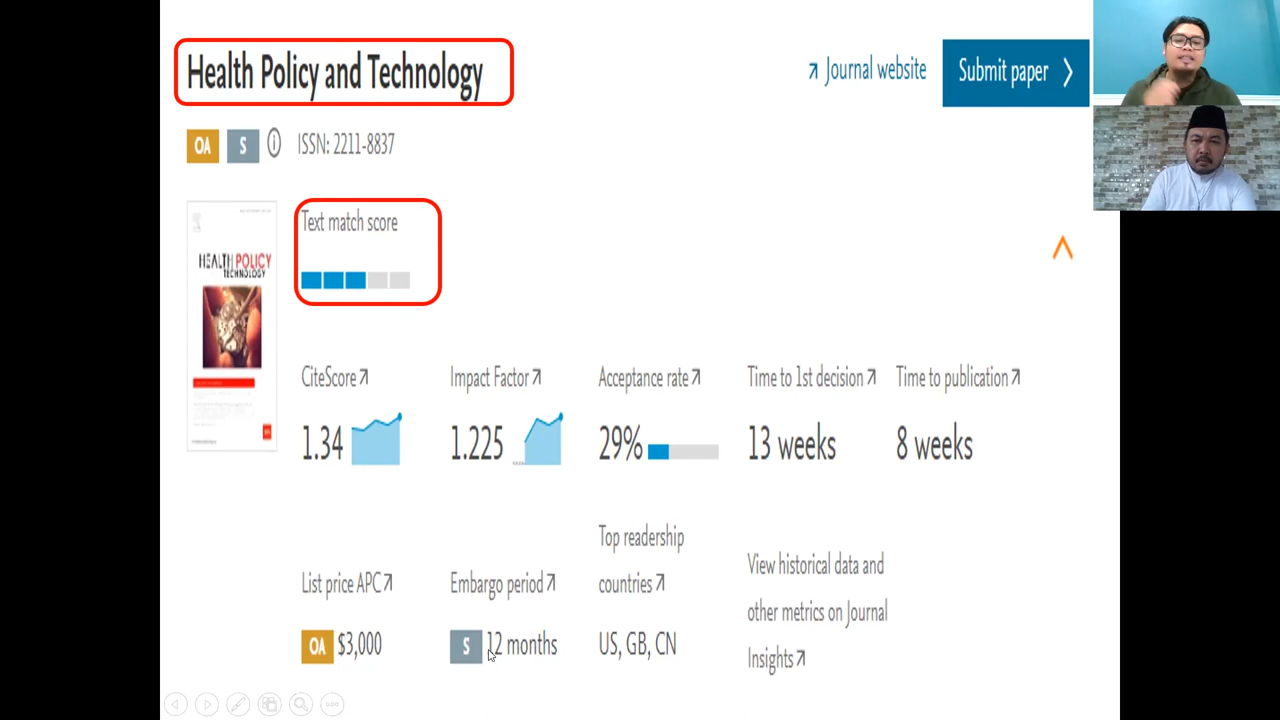 Health Policy and Technology
Journal website
Submit paper
OA S ISSN: 2211-8837
HEALTH POLICY
TECHNOLOGY
Text match score
CiteScore Impact Factor Acceptance rate Time to 1st decision Time to publication
1.34 1.225 29% 13 weeks 8 weeks
List price APC
OA $3,000
Embargo period
S 12 months
Top readership
countries
US, GB, CN
View historical data and
other metrics on Journal
Insights